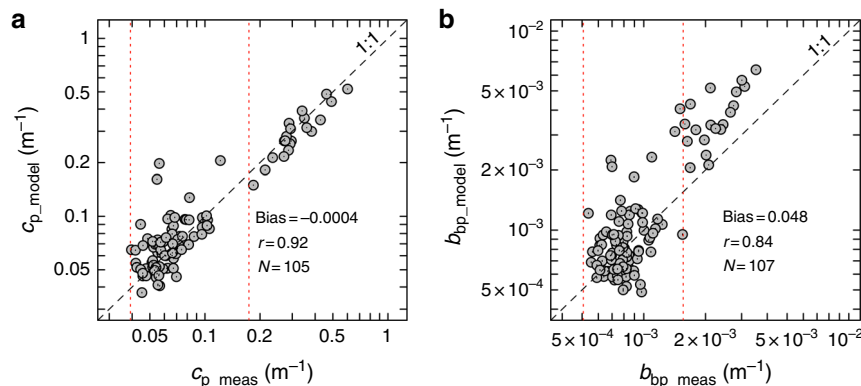 a
1
0.5
0.2
0.1
0.05
c_p_model (m⁻¹)
1:1
Bias = −0.0004
r = 0.92
N = 105
0.05 0.1 0.2 0.5 1
c_p_meas (m⁻¹)
b
10⁻²
5 × 10⁻³
2 × 10⁻³
10⁻³
5 × 10⁻⁴
b_bp_model (m⁻¹)
1:1
Bias = 0.048
r = 0.84
N = 107
5 × 10⁻⁴ 10⁻³ 2 × 10⁻³ 5 × 10⁻³ 10⁻²
b_bp_meas (m⁻¹)